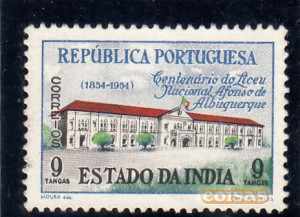 REPÚBLICA PORTUGUESA
(1854-1954)
Centenário do Liceu
Nacional Afonso de
Albuquerque
CORREIOS
9
TANGAS
9
TANGAS
ESTADO DA INDIA
MOURA des.
coisas